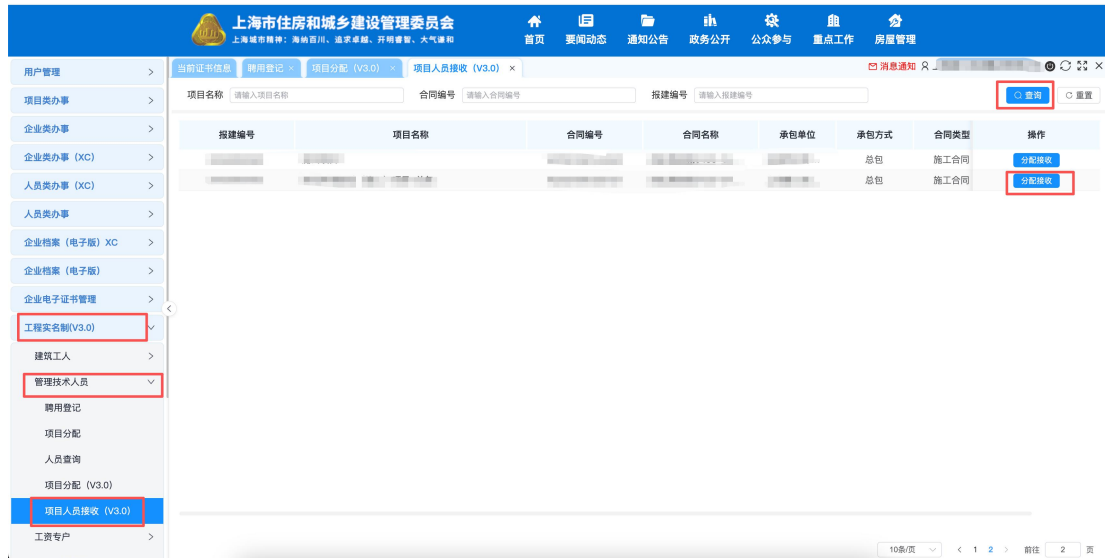 上海市住房和城乡建设管理委员会
上海城市精神：海纳百川、追求卓越、开明睿智、大气谦和
首页 要闻动态 通知公告 政务公开 公众参与 重点工作 房屋管理
当前证书信息 聘用登记 × 项目分配（V3.0） × 项目人员接收（V3.0） × 消息通知
项目名称 请输入项目名称 合同编号 请输入合同编号 报建编号 请输入报建编号 查询 重置
报建编号 项目名称 合同编号 合同名称 承包单位 承包方式 合同类型 操作
总包 施工合同 分配接收
总包 施工合同 分配接收
用户管理
项目类办事
企业类办事
企业类办事（XC）
人员类办事（XC）
人员类办事
企业档案（电子版）XC
企业档案（电子版）
企业电子证书管理
工程实名制(V3.0)
建筑工人
管理技术人员
聘用登记
项目分配
人员查询
项目分配（V3.0）
项目人员接收（V3.0）
工资专户
10条/页 1 2 前往 2 页